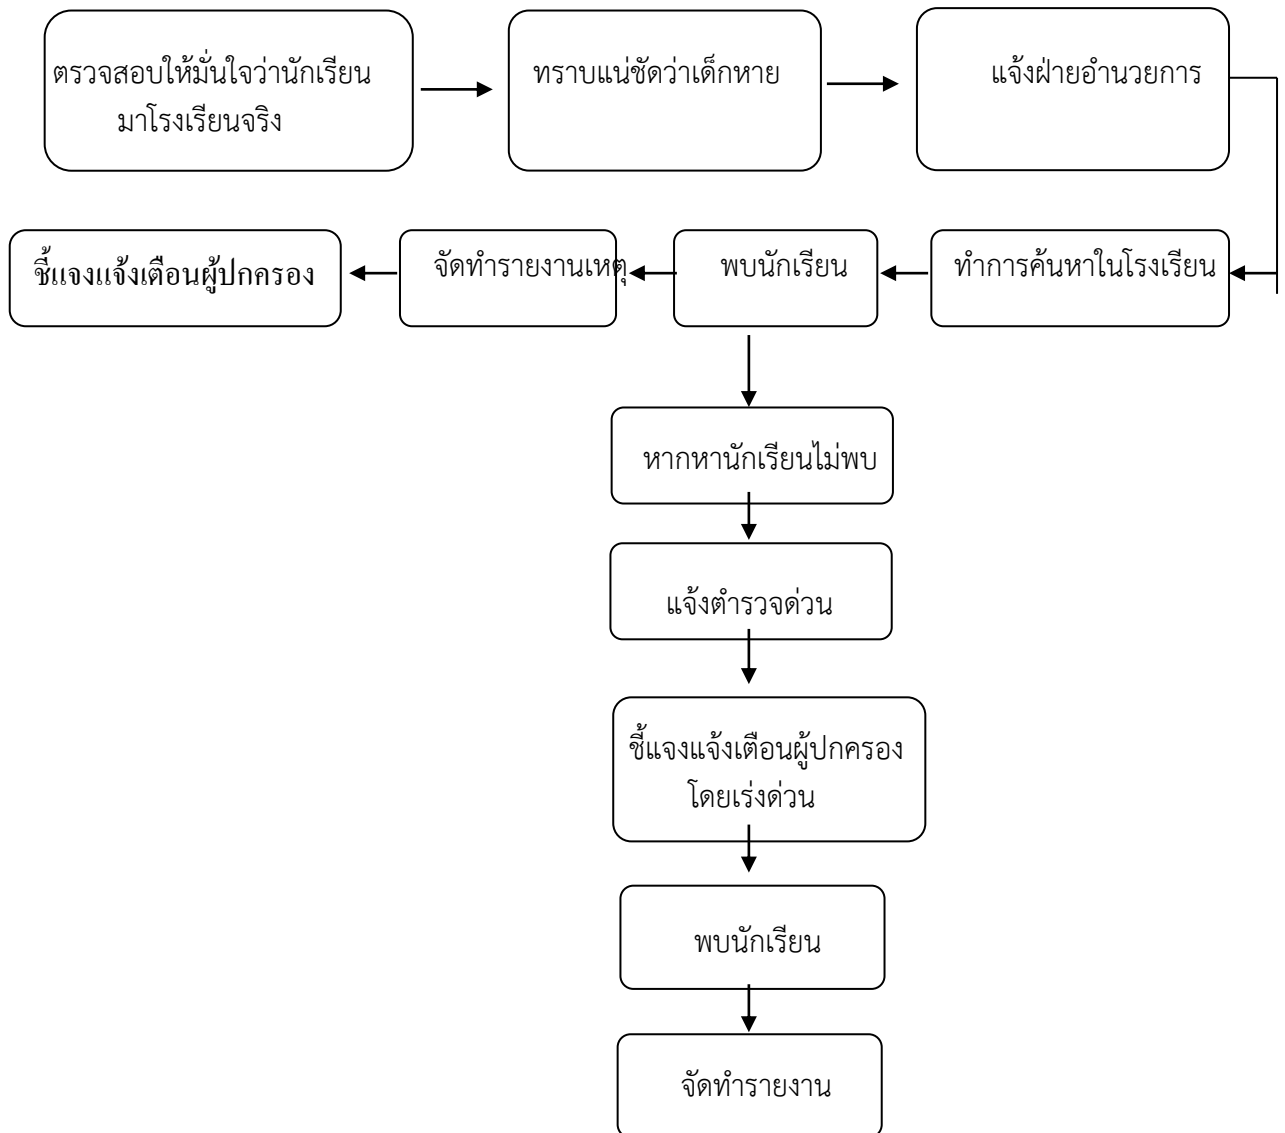 ตรวจสอบให้มั่นใจว่านักเรียน
มาโรงเรียนจริง
ทราบแน่ชัดว่าเด็กหาย
แจ้งฝ่ายอำนวยการ
ทำการค้นหาในโรงเรียน
พบนักเรียน
จัดทำรายงานเหตุ
ชี้แจงแจ้งเตือนผู้ปกครอง
หากหานักเรียนไม่พบ
แจ้งตำรวจด่วน
ชี้แจงแจ้งเตือนผู้ปกครอง
โดยเร่งด่วน
พบนักเรียน
จัดทำรายงาน